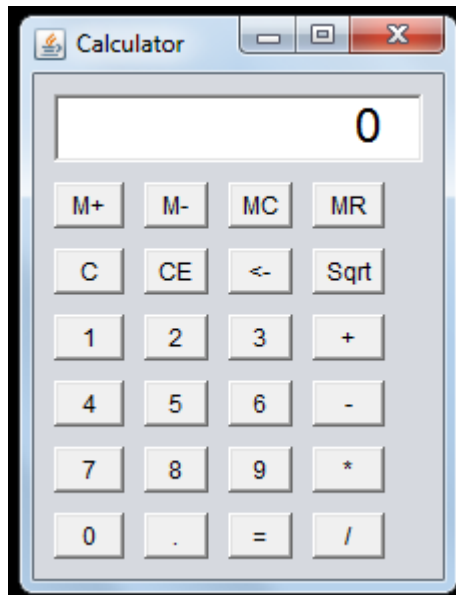 Calculator
0
M+ M- MC MR
C CE <- Sqrt
1 2 3 +
4 5 6 -
7 8 9 *
0 . = /